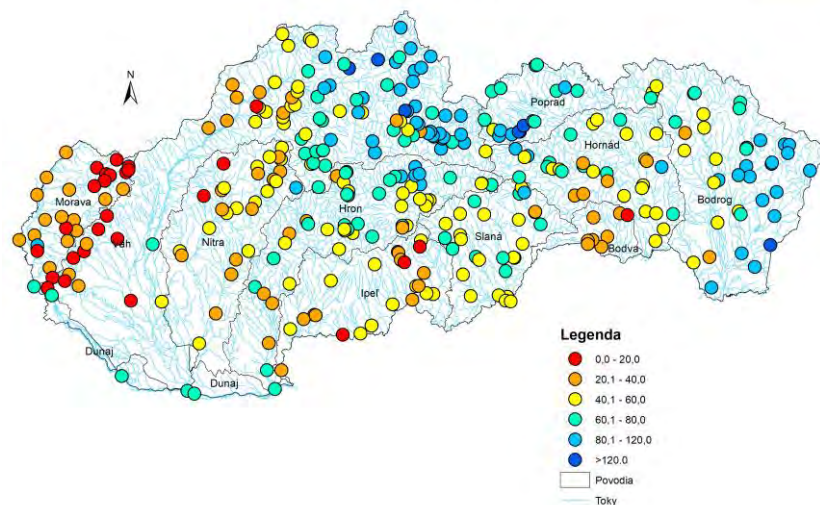 N
Poprad
Hornád
Morava
Bodrog
Hron
Váh
Nitra
Slaná
Bodva
Ipeľ
Dunaj
Dunaj
Legenda
0,0 - 20,0
20,1 - 40,0
40,1 - 60,0
60,1 - 80,0
80,1 - 120,0
>120.0
Povodia
Toky